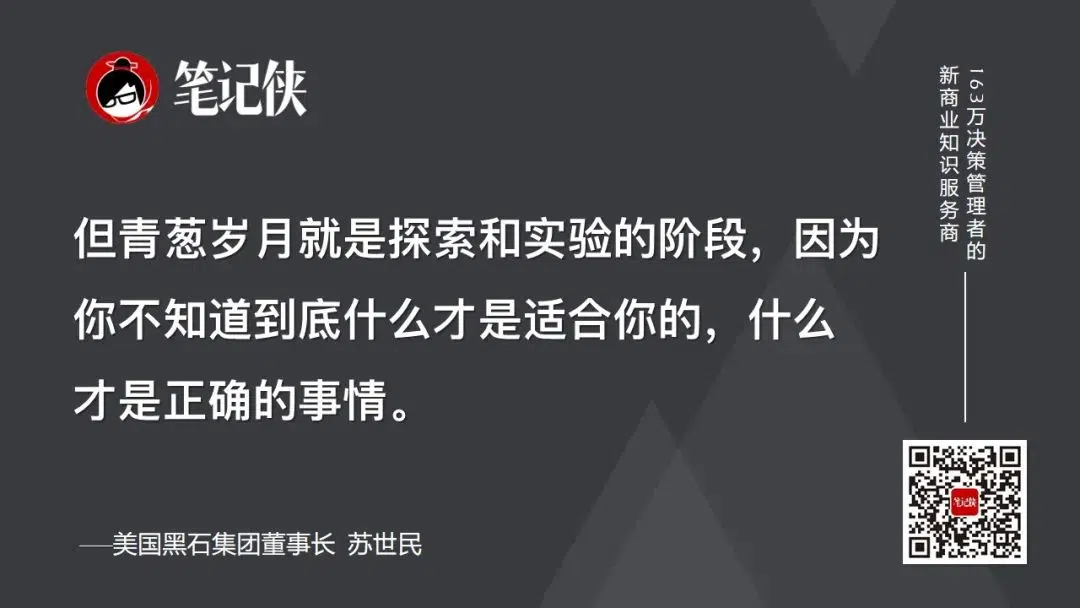 笔记侠
163万决策管理者的
新商业知识服务商
但青葱岁月就是探索和实验的阶段，因为
你不知道到底什么才是适合你的，什么
才是正确的事情。
——美国黑石集团董事长 苏世民
笔记侠